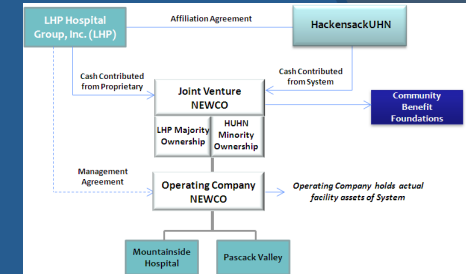 LHP Hospital
Group, Inc. (LHP)
Affiliation Agreement
HackensackUHN
Cash Contributed
from Proprietary
Cash Contributed
from System
Joint Venture
NEWCO
Community
Benefit
Foundations
LHP Majority
Ownership
HUHN
Minority
Ownership
Management
Agreement
Operating Company
NEWCO
Operating Company holds actual
facility assets of System
Mountainside
Hospital
Pascack Valley